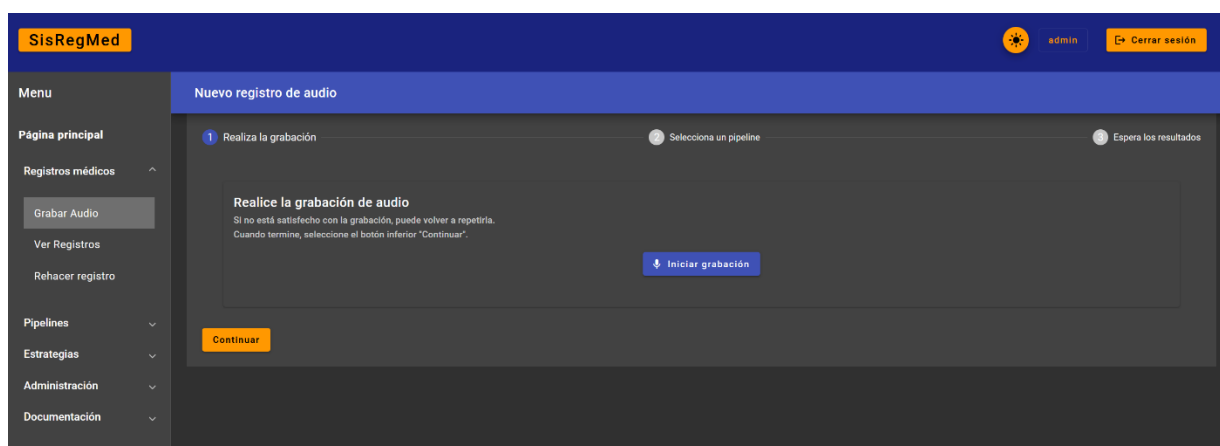 SisRegMed
admin
Cerrar sesión
Menu
Página principal
Registros médicos
Grabar Audio
Ver Registros
Rehacer registro
Pipelines
Estrategias
Administración
Documentación
Nuevo registro de audio
1 Realiza la grabación
2 Selecciona un pipeline
3 Espera los resultados
Realice la grabación de audio
Si no está satisfecho con la grabación, puede volver a repetirla.
Cuando termine, seleccione el botón inferior "Continuar".
Iniciar grabación
Continuar